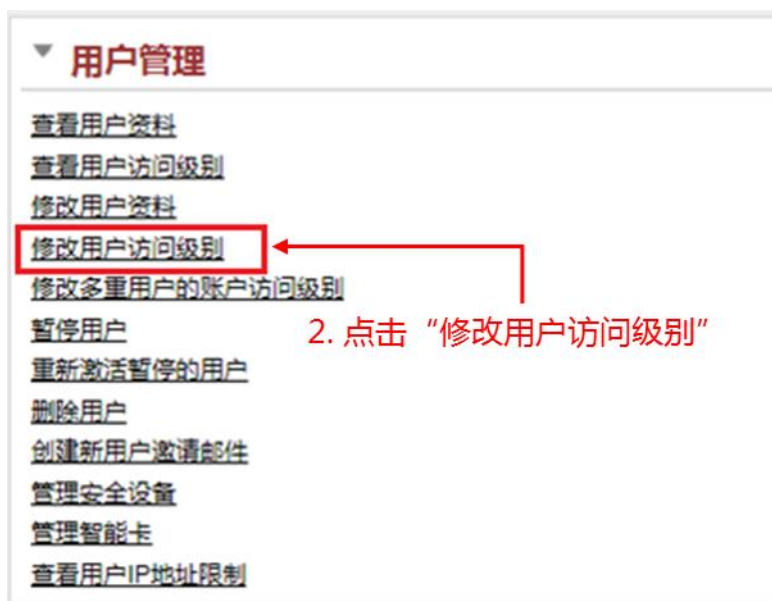 用户管理
查看用户资料
查看用户访问级别
修改用户资料
修改用户访问级别
修改多重用户的账户访问级别
暂停用户
2. 点击“修改用户访问级别”
重新激活暂停的用户
删除用户
创建新用户邀请邮件
管理安全设备
管理智能卡
查看用户IP地址限制